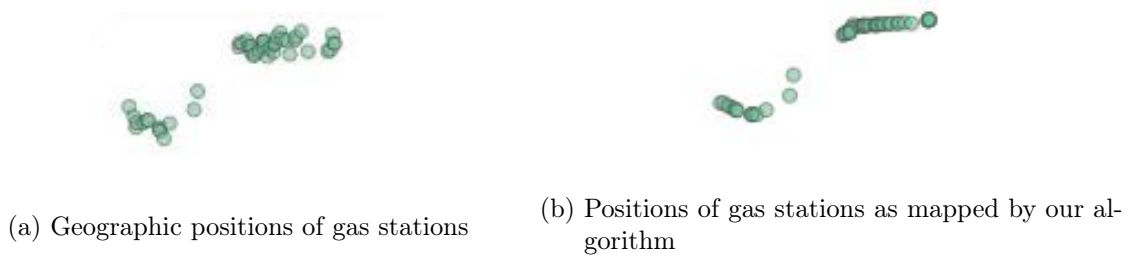 (a) Geographic positions of gas stations
(b) Positions of gas stations as mapped by our al-
gorithm